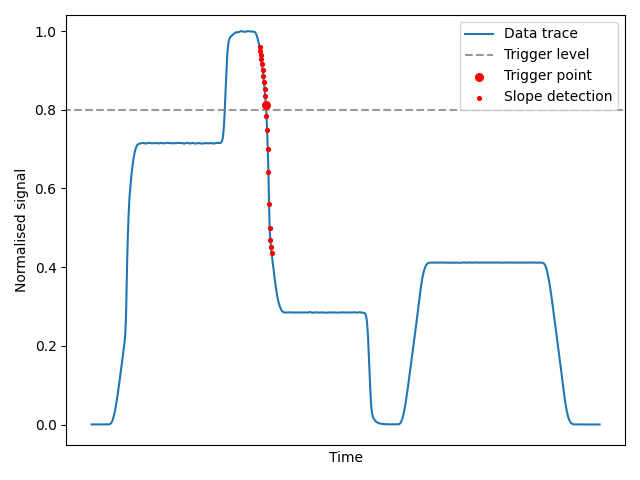 1.0
0.8
0.6
0.4
0.2
0.0
Normalised signal
Time
Data trace
Trigger level
Trigger point
Slope detection